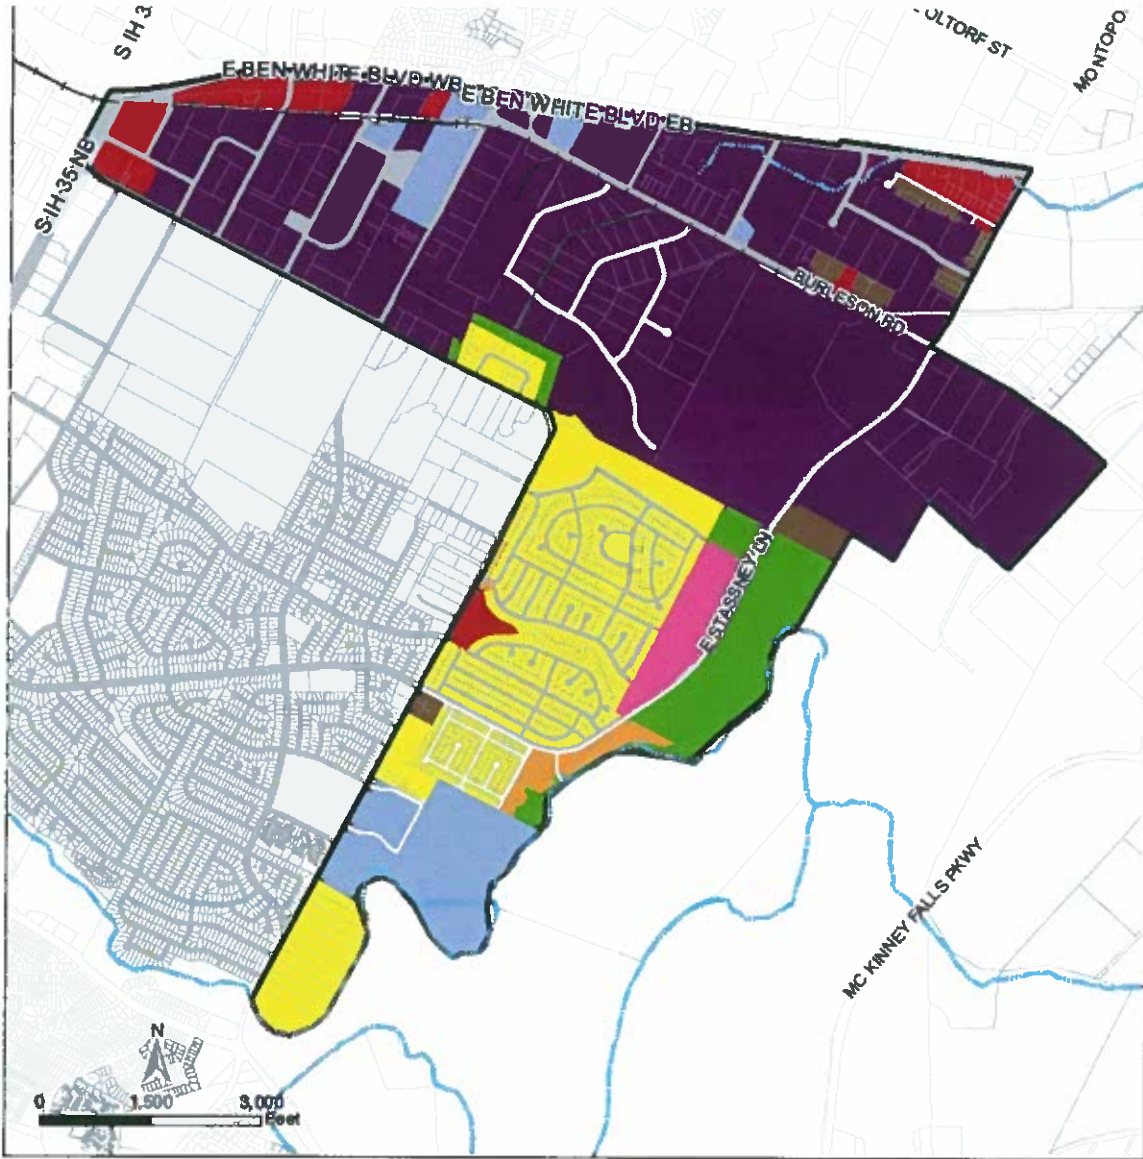 S IH 3
OLTORF ST
MONTOPO
E BEN WHITE BLVD WB
E BEN WHITE BLVD EB
S IH 35 NB
BURLESON RD
E STASSNEY LN
MC KINNEY FALLS PKWY
N
0 1,500 3,000
Feet